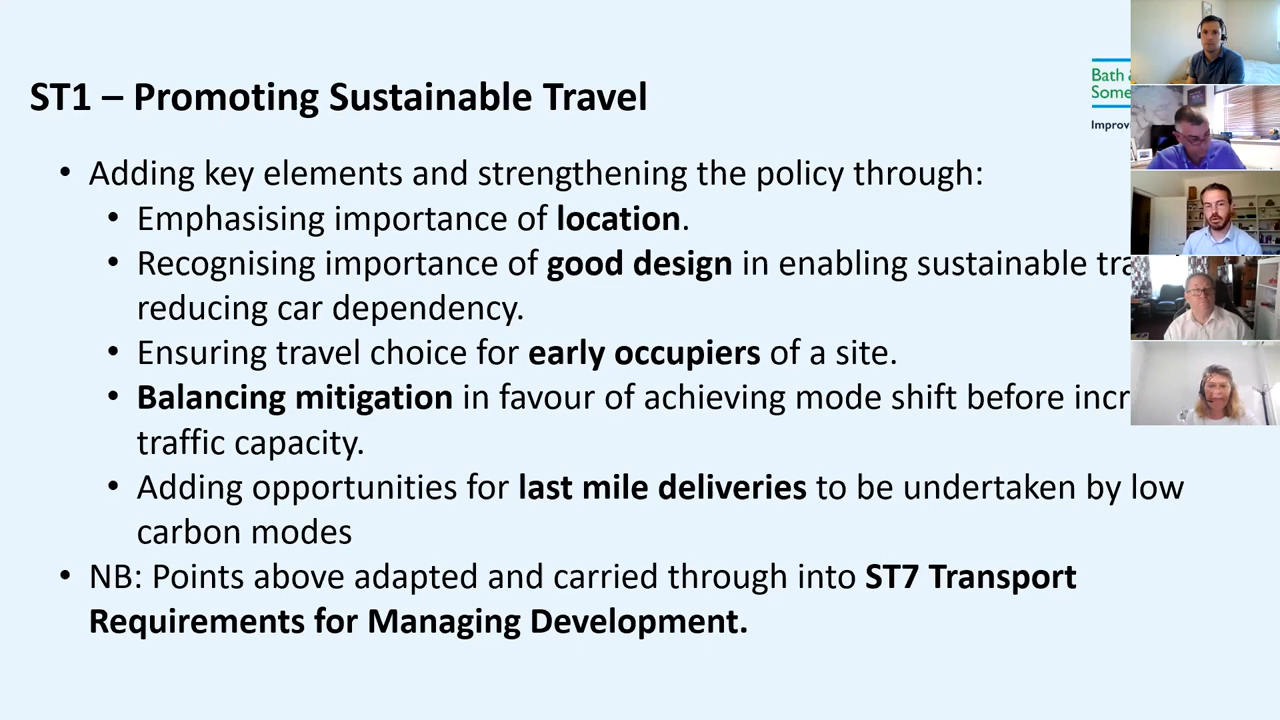 ST1 – Promoting Sustainable Travel
Bath &
Some
Improv
• Adding key elements and strengthening the policy through:
• Emphasising importance of location.
• Recognising importance of good design in enabling sustainable tra
reducing car dependency.
• Ensuring travel choice for early occupiers of a site.
• Balancing mitigation in favour of achieving mode shift before incr
traffic capacity.
• Adding opportunities for last mile deliveries to be undertaken by low
carbon modes
• NB: Points above adapted and carried through into ST7 Transport
Requirements for Managing Development.